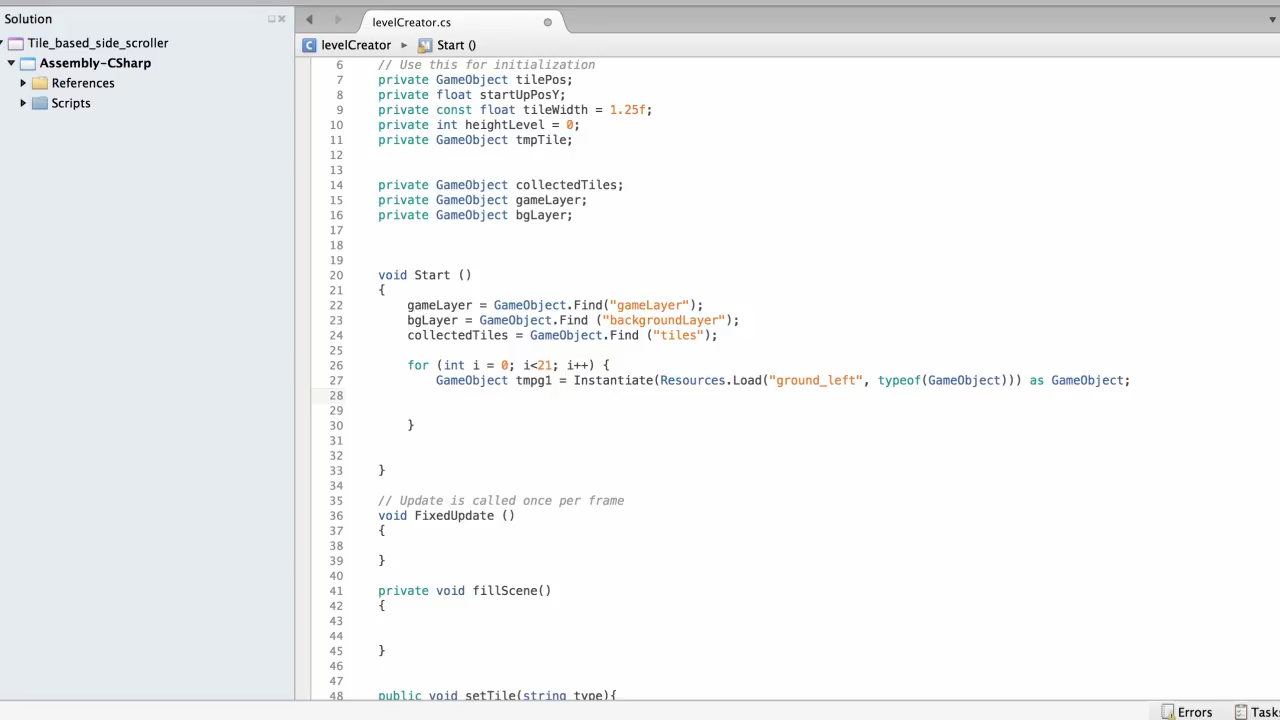 Solution
levelCreator.cs
Tile_based_side_scroller
levelCreator
Start ()
Assembly-CSharp
References
Scripts
6 // Use this for initialization
7 private GameObject tilePos;
8 private float startUpPosY;
9 private const float tileWidth = 1.25f;
10 private int heightLevel = 0;
11 private GameObject tmpTile;
12
13
14 private GameObject collectedTiles;
15 private GameObject gameLayer;
16 private GameObject bgLayer;
17
18
19
20 void Start ()
21 {
22 gameLayer = GameObject.Find("gameLayer");
23 bgLayer = GameObject.Find ("backgroundLayer");
24 collectedTiles = GameObject.Find ("tiles");
25
26 for (int i = 0; i<21; i++) {
27 GameObject tmpg1 = Instantiate(Resources.Load("ground_left", typeof(GameObject))) as GameObject;
28
29
30 }
31
32
33 }
34
35 // Update is called once per frame
36 void FixedUpdate ()
37 {
38
39 }
40
41 private void fillScene()
42 {
43
44
45 }
46
47
48 public void setTile(string type){
Errors
Task